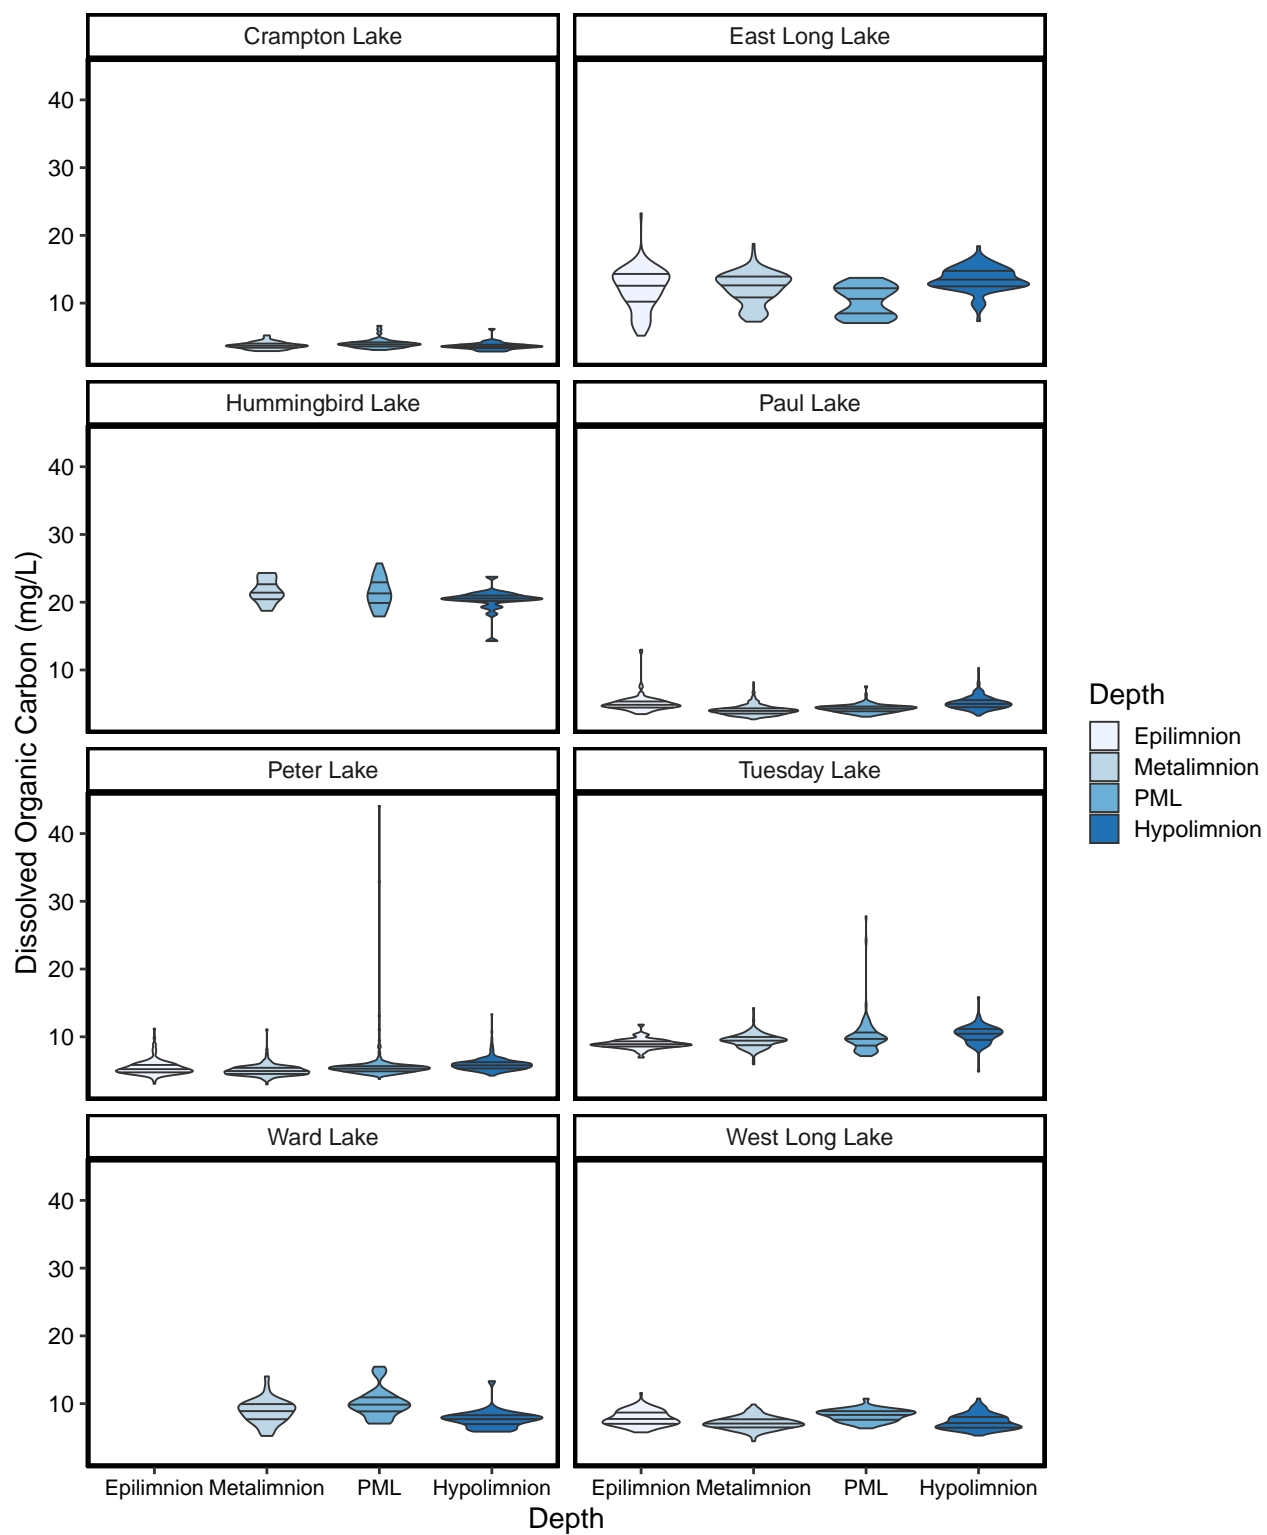 Crampton Lake
East Long Lake
40
30
20
10
Hummingbird Lake
Paul Lake
40
30
20
10
Peter Lake
Tuesday Lake
40
30
20
10
Ward Lake
West Long Lake
40
30
20
10
Epilimnion Metalimnion PML Hypolimnion
Epilimnion Metalimnion PML Hypolimnion
Depth
Dissolved Organic Carbon (mg/L)
Depth
Epilimnion
Metalimnion
PML
Hypolimnion